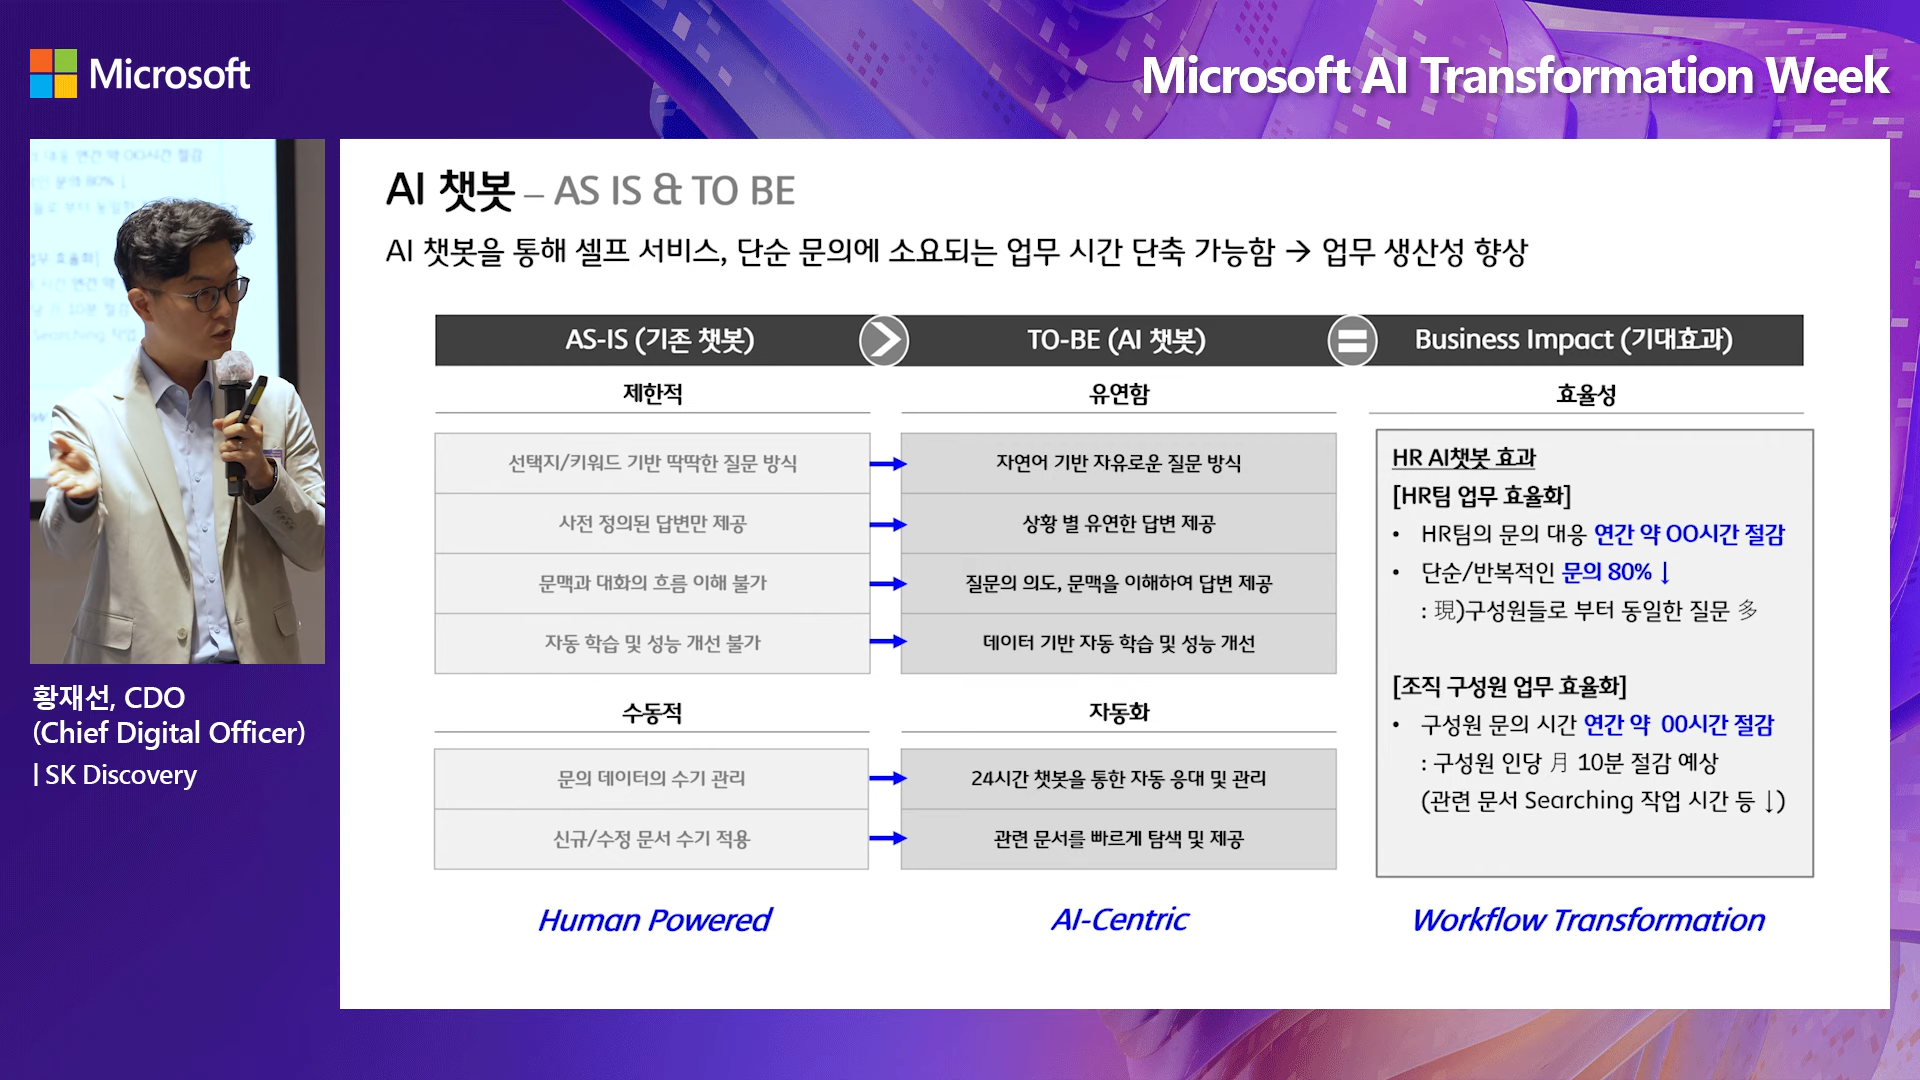 Microsoft
Microsoft AI Transformation Week
황재선, CDO
(Chief Digital Officer)
| SK Discovery
AI 챗봇 – AS IS & TO BE
AI 챗봇을 통해 셀프 서비스, 단순 문의에 소요되는 업무 시간 단축 가능함 → 업무 생산성 향상
AS-IS (기존 챗봇)
TO-BE (AI 챗봇)
Business Impact (기대효과)
제한적
유연함
효율성
선택지/키워드 기반 딱딱한 질문 방식
자연어 기반 자유로운 질문 방식
사전 정의된 답변만 제공
상황 별 유연한 답변 제공
문맥과 대화의 흐름 이해 불가
질문의 의도, 문맥을 이해하여 답변 제공
자동 학습 및 성능 개선 불가
데이터 기반 자동 학습 및 성능 개선
수동적
자동화
문의 데이터의 수기 관리
24시간 챗봇을 통한 자동 응대 및 관리
신규/수정 문서 수기 적용
관련 문서를 빠르게 탐색 및 제공
HR AI챗봇 효과
[HR팀 업무 효율화]
• HR팀의 문의 대응 연간 약 OO시간 절감
• 단순/반복적인 문의 80% ↓
: 現)구성원들로 부터 동일한 질문 多
[조직 구성원 업무 효율화]
• 구성원 문의 시간 연간 약 00시간 절감
: 구성원 인당 月 10분 절감 예상
(관련 문서 Searching 작업 시간 등 ↓)
Human Powered
AI-Centric
Workflow Transformation